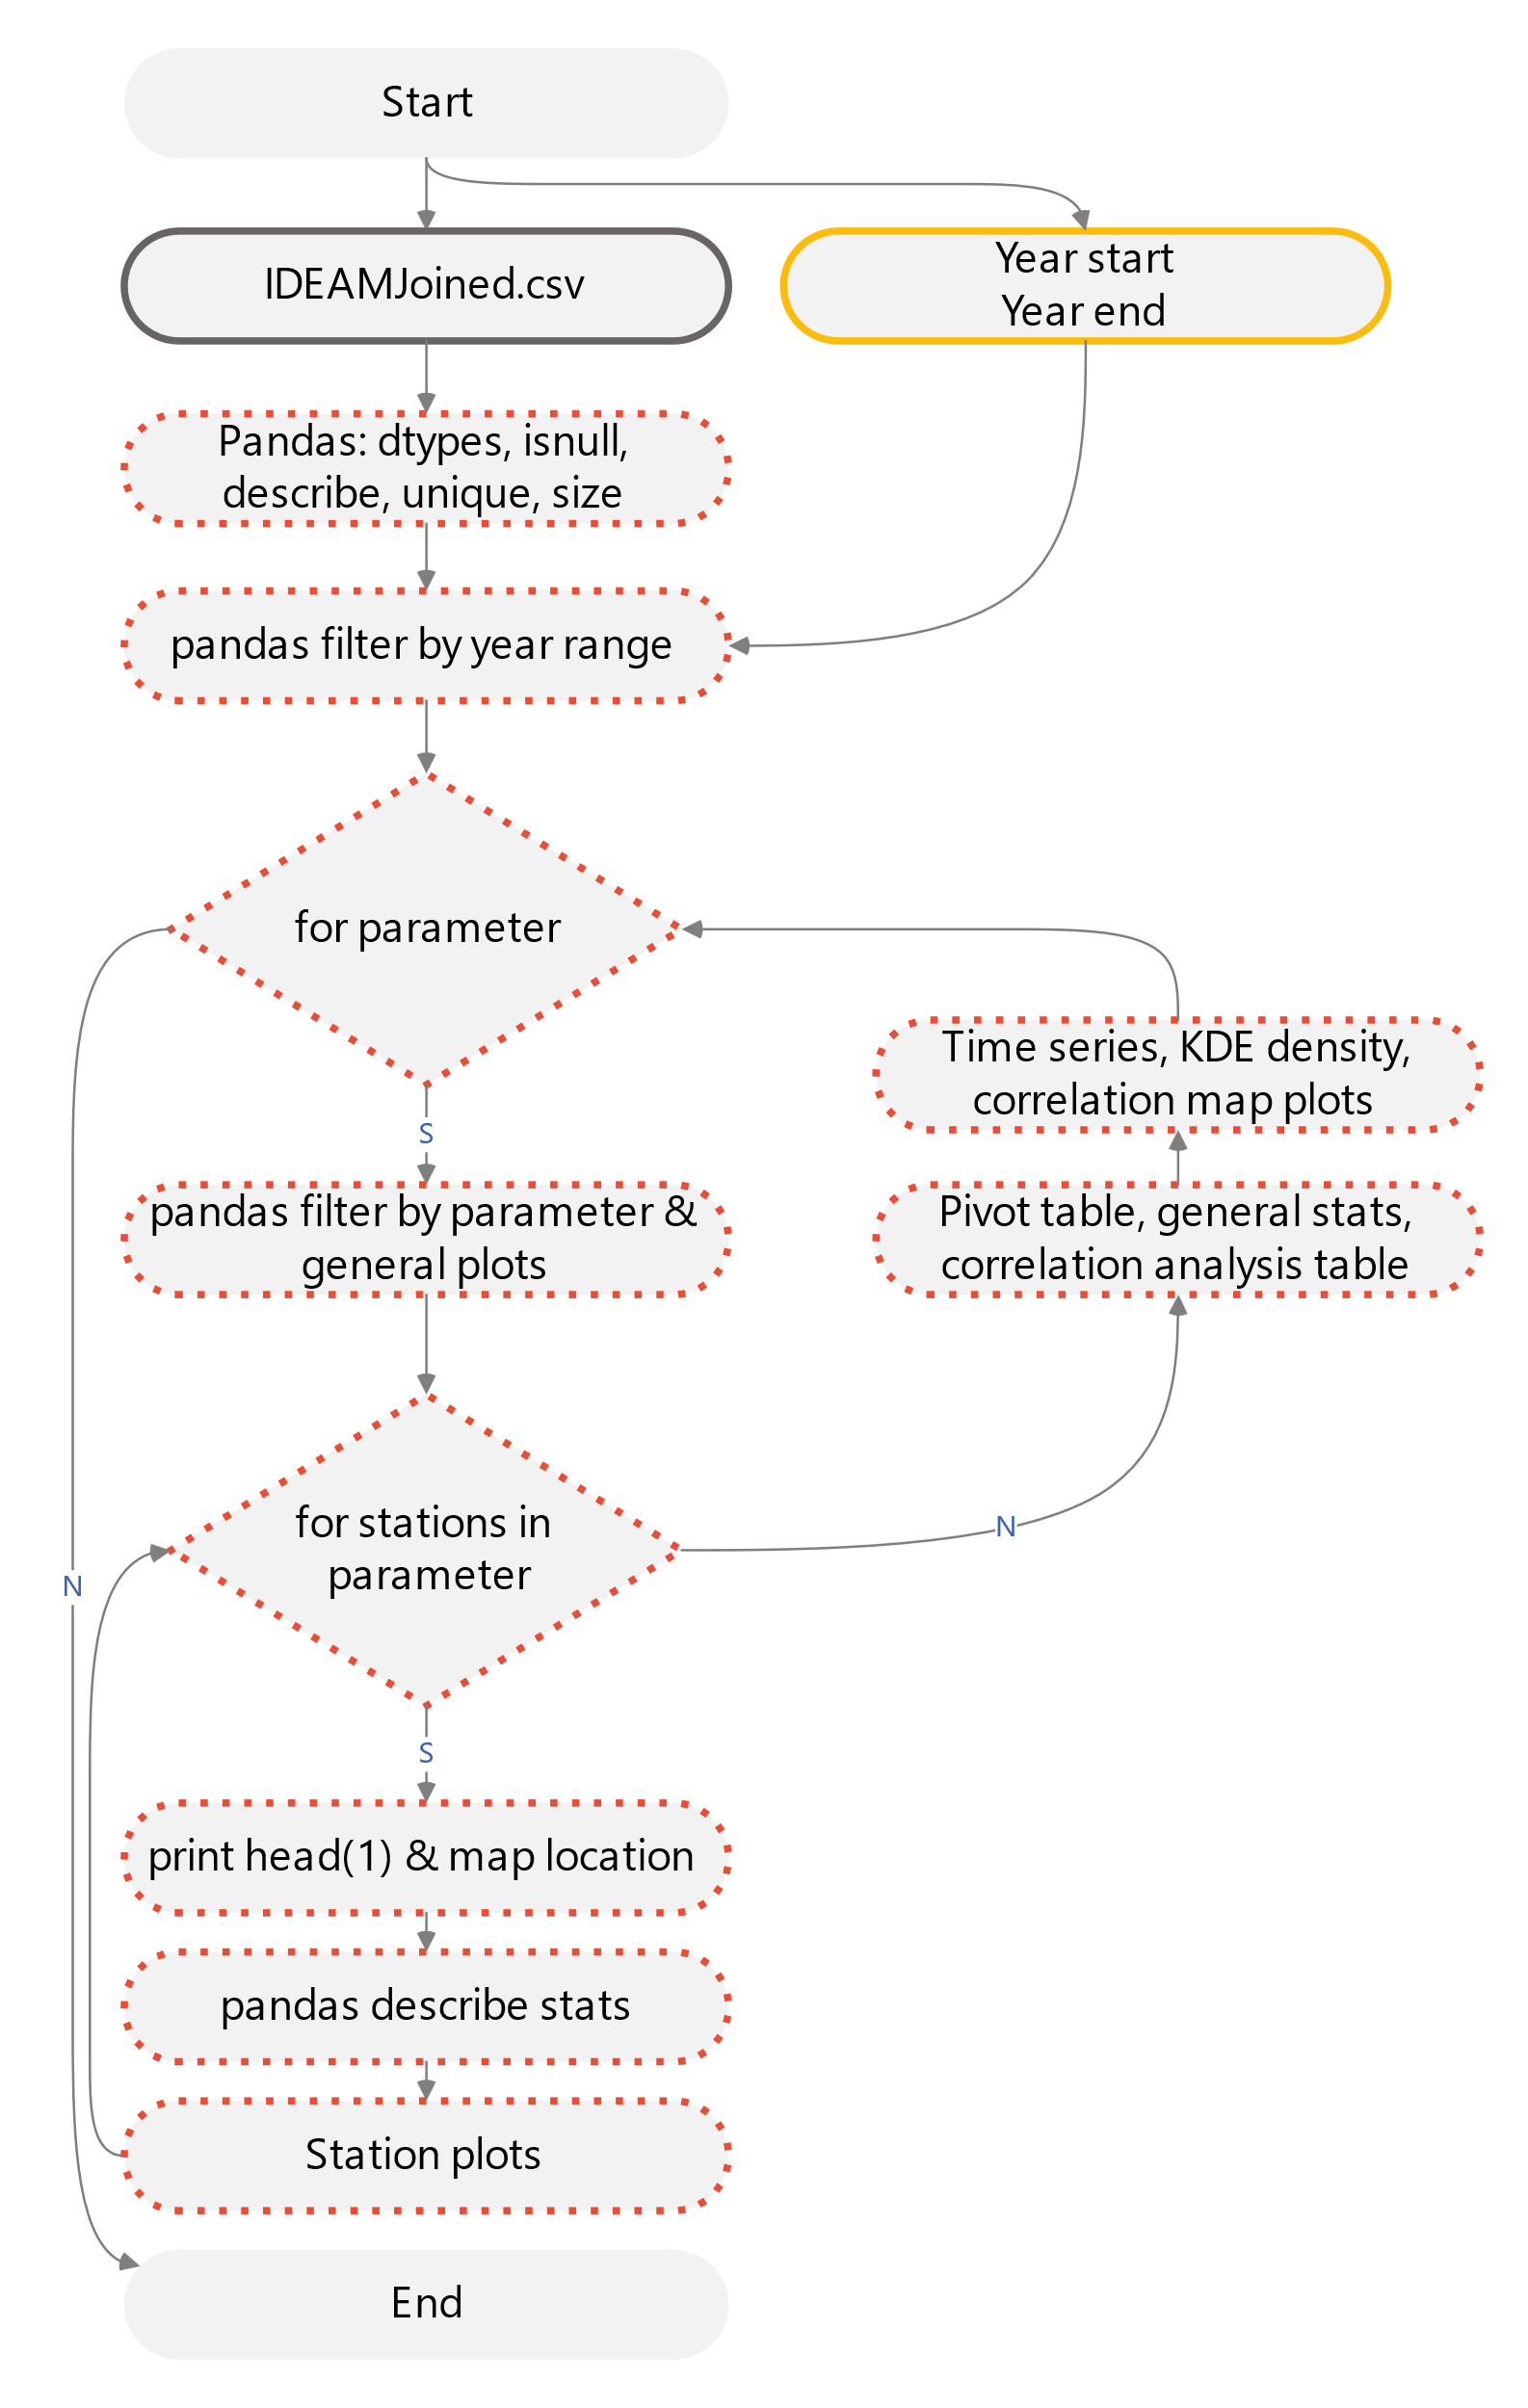 Start
IDEAMJoined.csv
Year start
Year end
Pandas: dtypes, isnull,
describe, unique, size
pandas filter by year range
for parameter
Time series, KDE density,
correlation map plots
S
pandas filter by parameter &
general plots
Pivot table, general stats,
correlation analysis table
for stations in
parameter
N
N
S
print head(1) & map location
pandas describe stats
Station plots
End